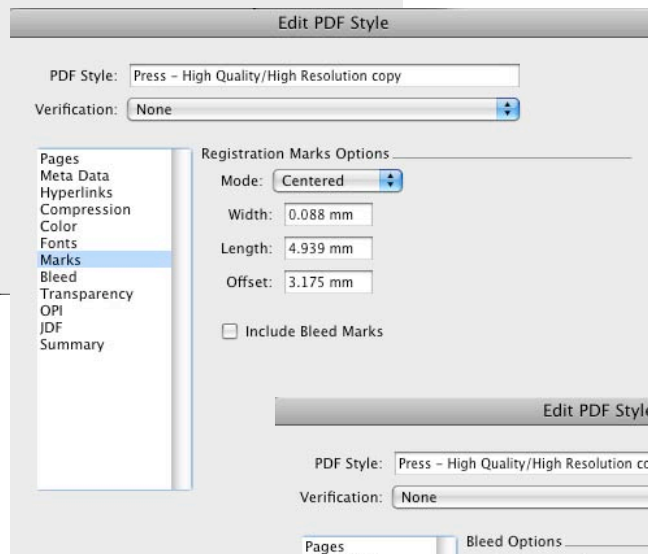 Edit PDF Style
PDF Style: Press – High Quality/High Resolution copy
Verification: None
Pages
Meta Data
Hyperlinks
Compression
Color
Fonts
Marks
Bleed
Transparency
OPI
JDF
Summary
Registration Marks Options
Mode: Centered
Width: 0.088 mm
Length: 4.939 mm
Offset: 3.175 mm
Include Bleed Marks
Edit PDF Style
PDF Style: Press – High Quality/High Resolution co
Verification: None
Pages
Bleed Options